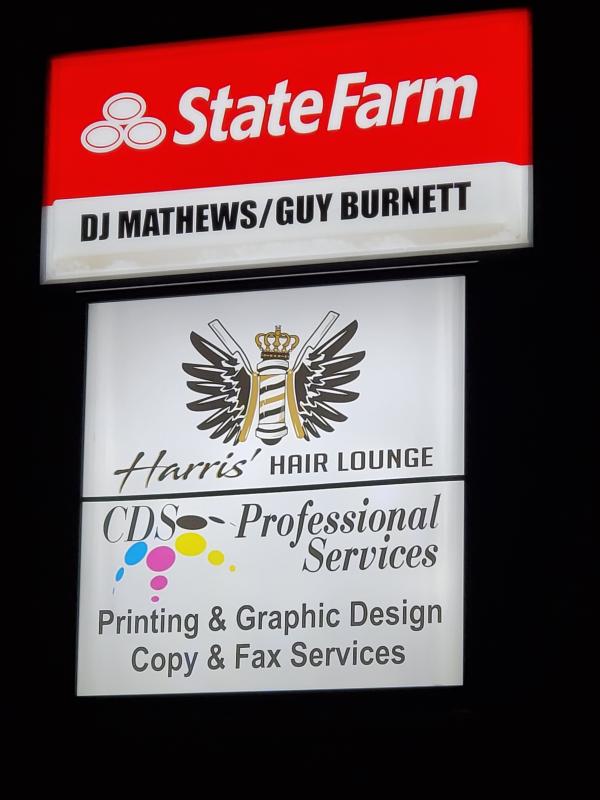 StateFarm
DJ MATHEWS/GUY BURNETT
Harris' HAIR LOUNGE
CDS Professional
Services
Printing & Graphic Design
Copy & Fax Services